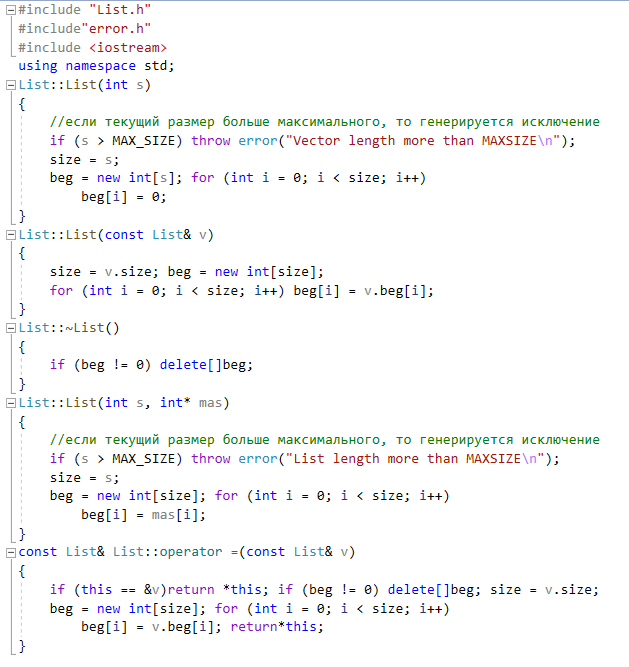 #include "List.h"
#include"error.h"
#include <iostream>
using namespace std;
List::List(int s)
{
//если текущий размер больше максимального, то генерируется исключение
if (s > MAX_SIZE) throw error("Vector length more than MAXSIZE\n");
size = s;
beg = new int[s]; for (int i = 0; i < size; i++)
beg[i] = 0;
}
List::List(const List& v)
{
size = v.size; beg = new int[size];
for (int i = 0; i < size; i++) beg[i] = v.beg[i];
}
List::~List()
{
if (beg != 0) delete[]beg;
}
List::List(int s, int* mas)
{
//если текущий размер больше максимального, то генерируется исключение
if (s > MAX_SIZE) throw error("List length more than MAXSIZE\n");
size = s;
beg = new int[size]; for (int i = 0; i < size; i++)
beg[i] = mas[i];
}
const List& List::operator =(const List& v)
{
if (this == &v)return *this; if (beg != 0) delete[]beg; size = v.size;
beg = new int[size]; for (int i = 0; i < size; i++)
beg[i] = v.beg[i]; return*this;
}